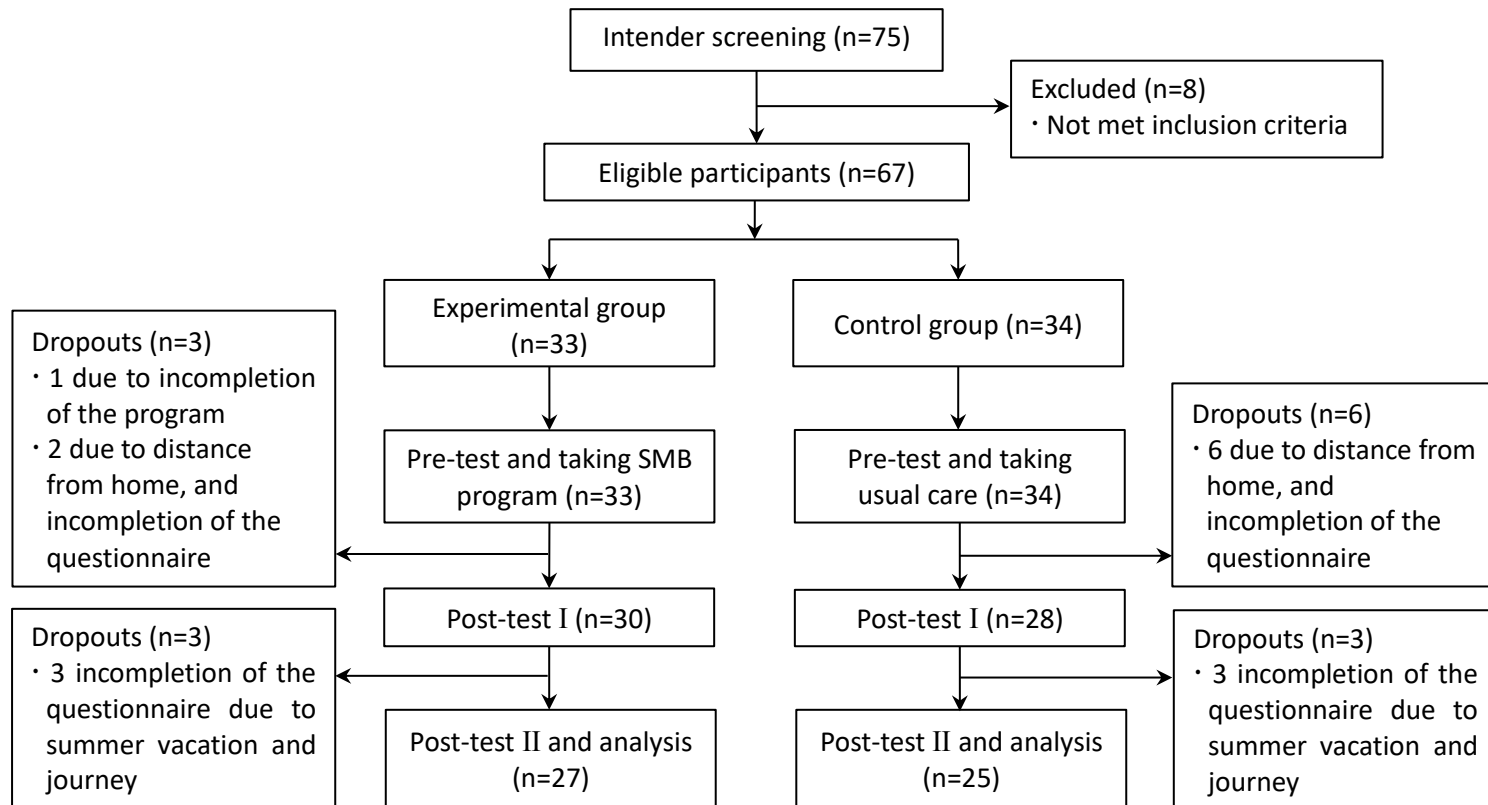 Intender screening (n=75)
Excluded (n=8)
· Not met inclusion criteria
Eligible participants (n=67)
Experimental group
(n=33)
Control group (n=34)
Dropouts (n=3)
· 1 due to incompletion
of the program
· 2 due to distance
from home, and
incompletion of the
questionnaire
Pre-test and taking SMB
program (n=33)
Pre-test and taking
usual care (n=34)
Dropouts (n=6)
· 6 due to distance from
home, and
incompletion of the
questionnaire
Post-test I (n=30)
Post-test I (n=28)
Dropouts (n=3)
· 3 incompletion of the
questionnaire due to
summer vacation and
journey
Post-test II and analysis
(n=27)
Post-test II and analysis
(n=25)
Dropouts (n=3)
· 3 incompletion of the
questionnaire due to
summer vacation and
journey